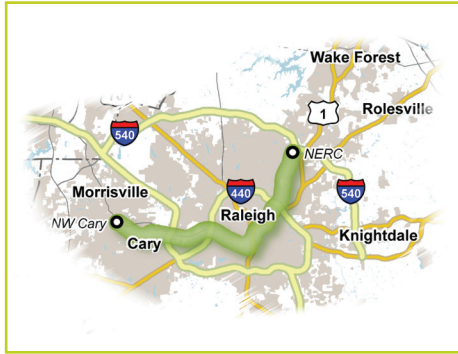 Wake Forest
1
Rolesville
540
NERC
Morrisville
440
540
NW Cary
Raleigh
Cary
Knightdale